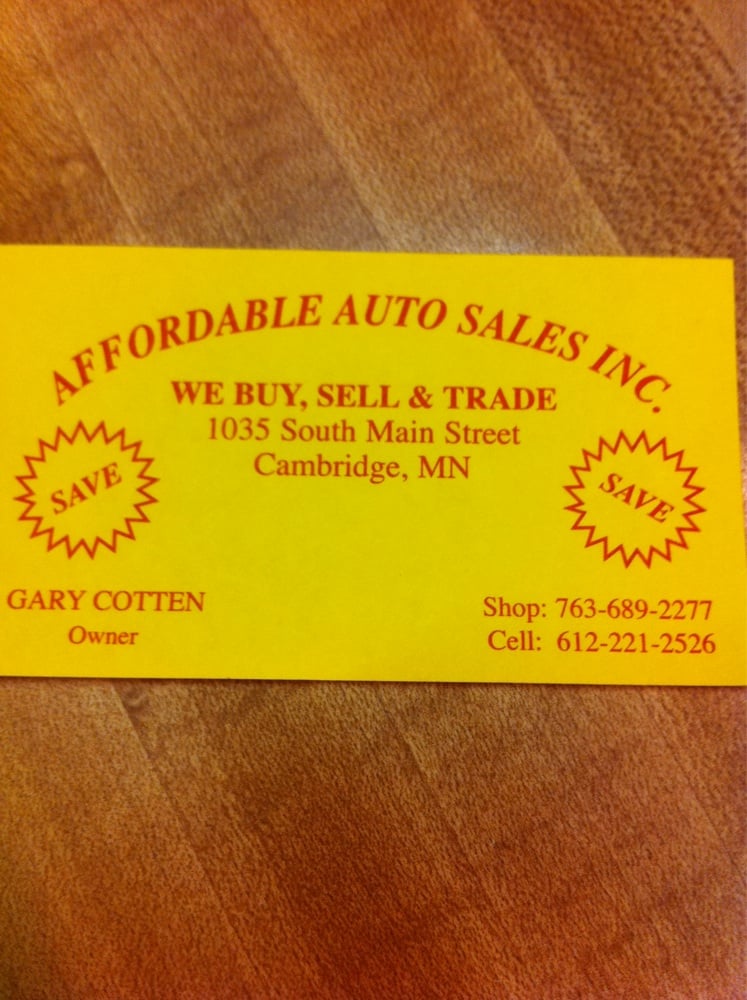 AFFORDABLE AUTO SALES INC.
WE BUY, SELL & TRADE
1035 South Main Street
Cambridge, MN
SAVE
SAVE
GARY COTTEN
Owner
Shop: 763-689-2277
Cell: 612-221-2526